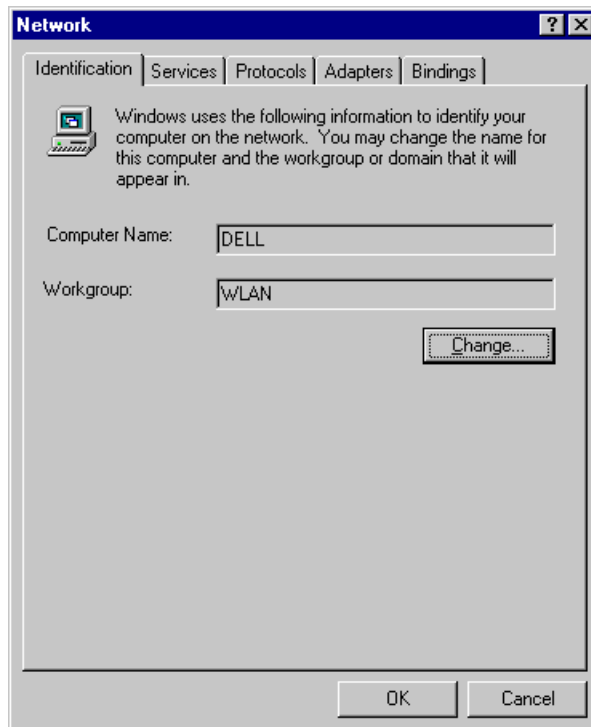 Network
Identification Services Protocols Adapters Bindings
Windows uses the following information to identify your
computer on the network. You may change the name for
this computer and the workgroup or domain that it will
appear in.
Computer Name: DELL
Workgroup: WLAN
Change...
OK Cancel